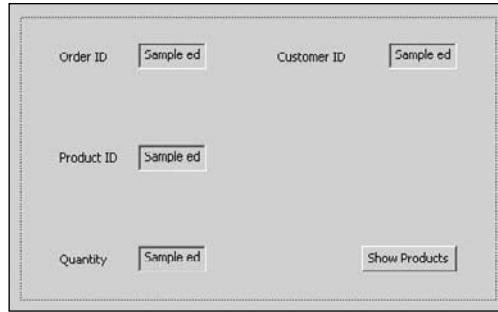 Order ID Sample ed Customer ID Sample ed
Product ID Sample ed
Quantity Sample ed Show Products